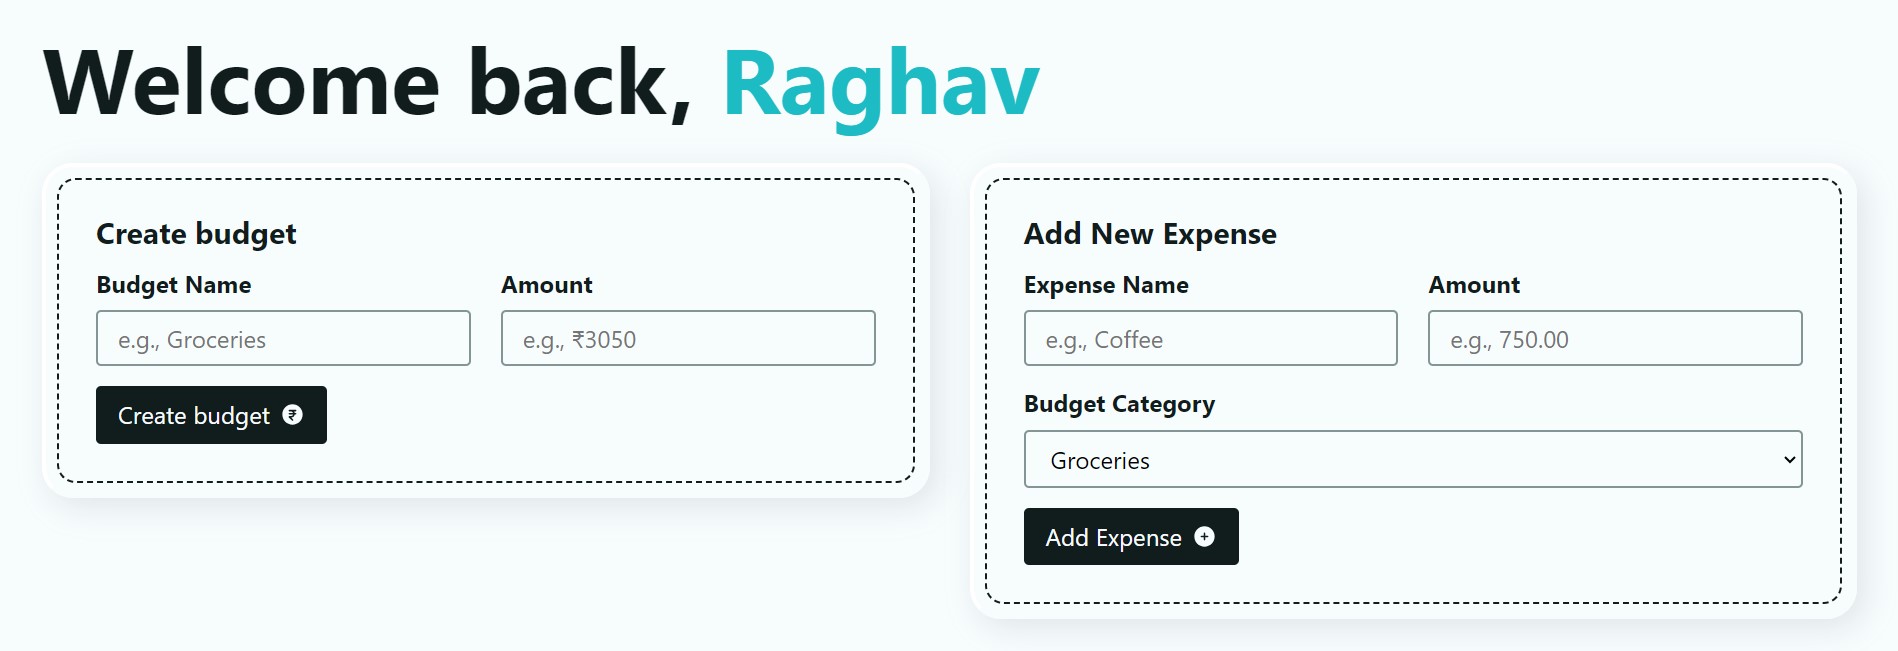 Welcome back, Raghav
Create budget
Budget Name
Amount
e.g., Groceries
e.g., ₹3050
Create budget ₹
Add New Expense
Expense Name
Amount
e.g., Coffee
e.g., 750.00
Budget Category
Groceries
Add Expense